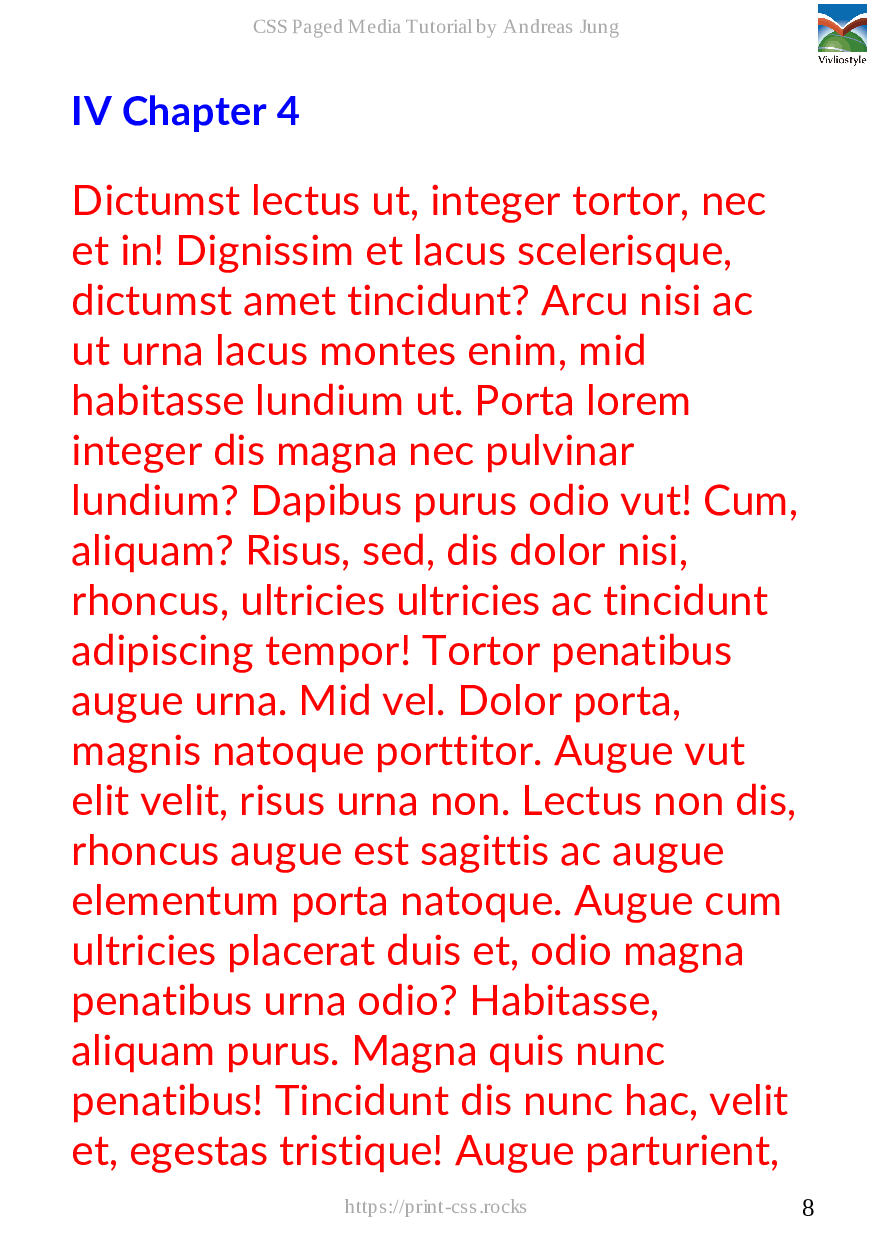 CSS Paged Media Tutorial by Andreas Jung
Vivliostyle
IV Chapter 4
Dictumst lectus ut, integer tortor, nec
et in! Dignissim et lacus scelerisque,
dictumst amet tincidunt? Arcu nisi ac
ut urna lacus montes enim, mid
habitasse lundium ut. Porta lorem
integer dis magna nec pulvinar
lundium? Dapibus purus odio vut! Cum,
aliquam? Risus, sed, dis dolor nisi,
rhoncus, ultricies ultricies ac tincidunt
adipiscing tempor! Tortor penatibus
augue urna. Mid vel. Dolor porta,
magnis natoque porttitor. Augue vut
elit velit, risus urna non. Lectus non dis,
rhoncus augue est sagittis ac augue
elementum porta natoque. Augue cum
ultricies placerat duis et, odio magna
penatibus urna odio? Habitasse,
aliquam purus. Magna quis nunc
penatibus! Tincidunt dis nunc hac, velit
et, egestas tristique! Augue parturient,
https://print-css.rocks
8